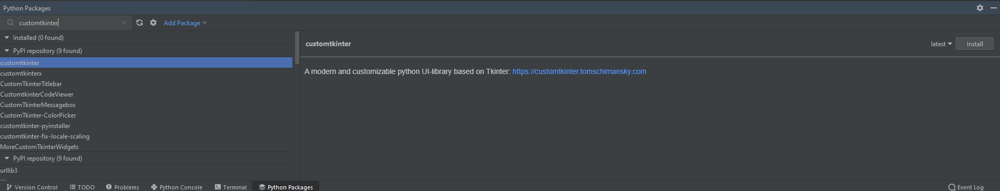 Python Packages
customtkinter
Add Package
Installed (0 found)
PyPI repository (9 found)
customtkinter
customtkinterx
CustomTkinterTitlebar
CustomtkinterCodeViewer
CustomTkinterMessagebox
CustomTkinter-ColorPicker
customtkinter-pyinstaller
customtkinter-fix-locale-scaling
MoreCustomTkinterWidgets
PyPI repository (9 found)
urllib3
customtkinter
latest
Install
A modern and customizable python UI-library based on Tkinter: https://customtkinter.tomschimansky.com
Version Control
TODO
Problems
Python Console
Terminal
Python Packages
Event Log